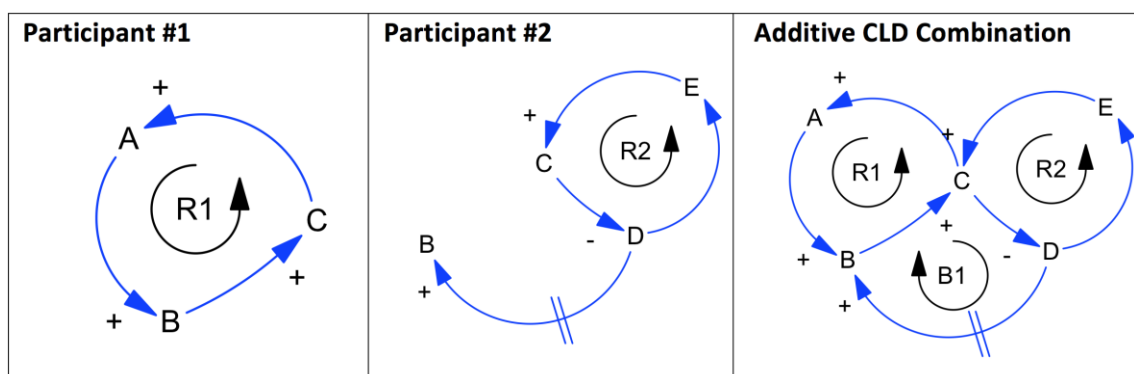 Participant #1
+
A
R1
C
+
+
B
Participant #2
E
+
R2
C
-
D
B
+
Additive CLD Combination
+
E
A
+
R1
R2
C
+
+
B
-
D
B1
+